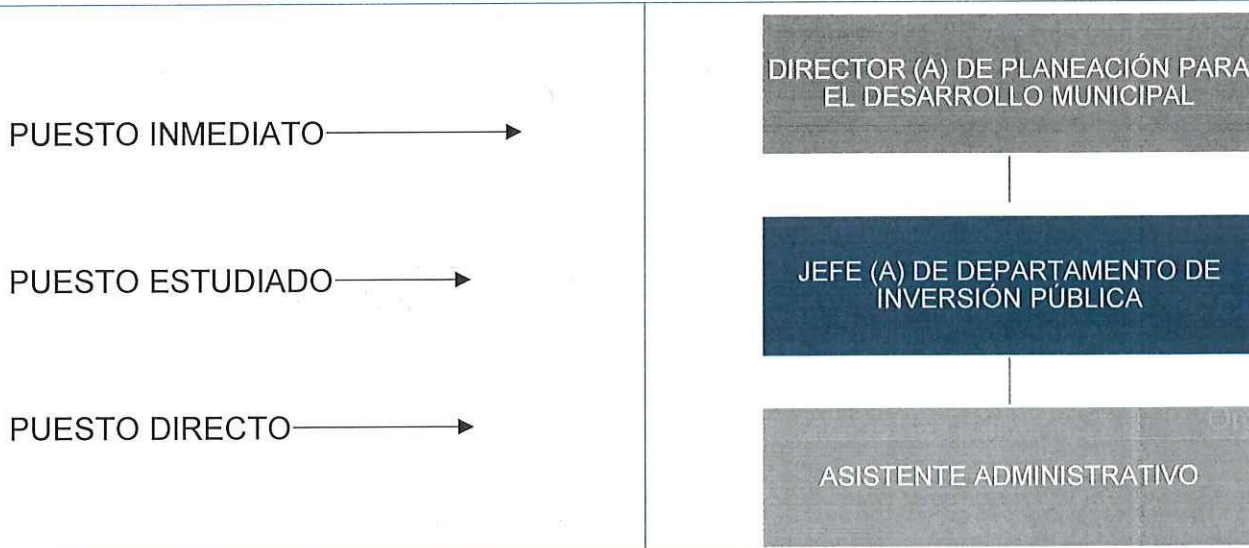 PUESTO INMEDIATO
DIRECTOR (A) DE PLANEACIÓN PARA
EL DESARROLLO MUNICIPAL
PUESTO ESTUDIADO
JEFE (A) DE DEPARTAMENTO DE
INVERSIÓN PÚBLICA
PUESTO DIRECTO
ASISTENTE ADMINISTRATIVO